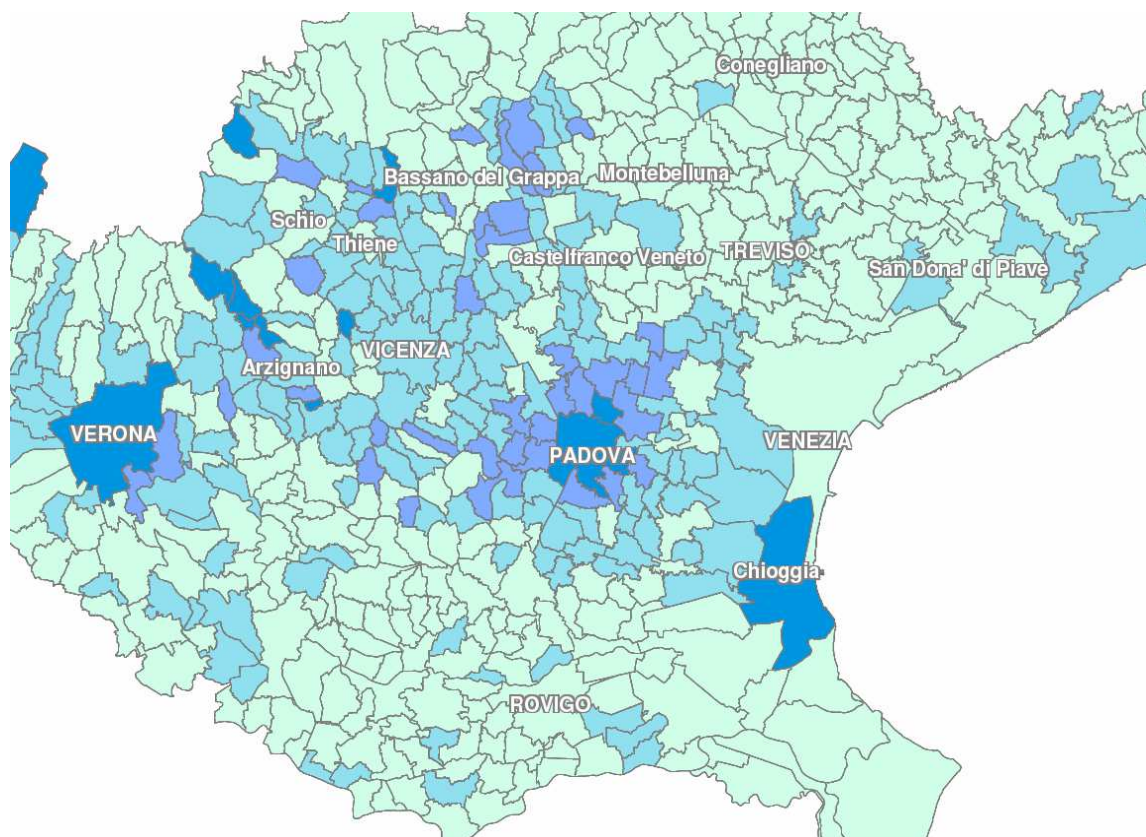 Conegliano
Bassano del Grappa
Montebelluna
Schio
Thiene
Castelfranco Veneto
TREVISO
San Dona' di Piave
VICENZA
Arzignano
VERONA
VENEZIA
PADOVA
Chioggia
ROVIGO